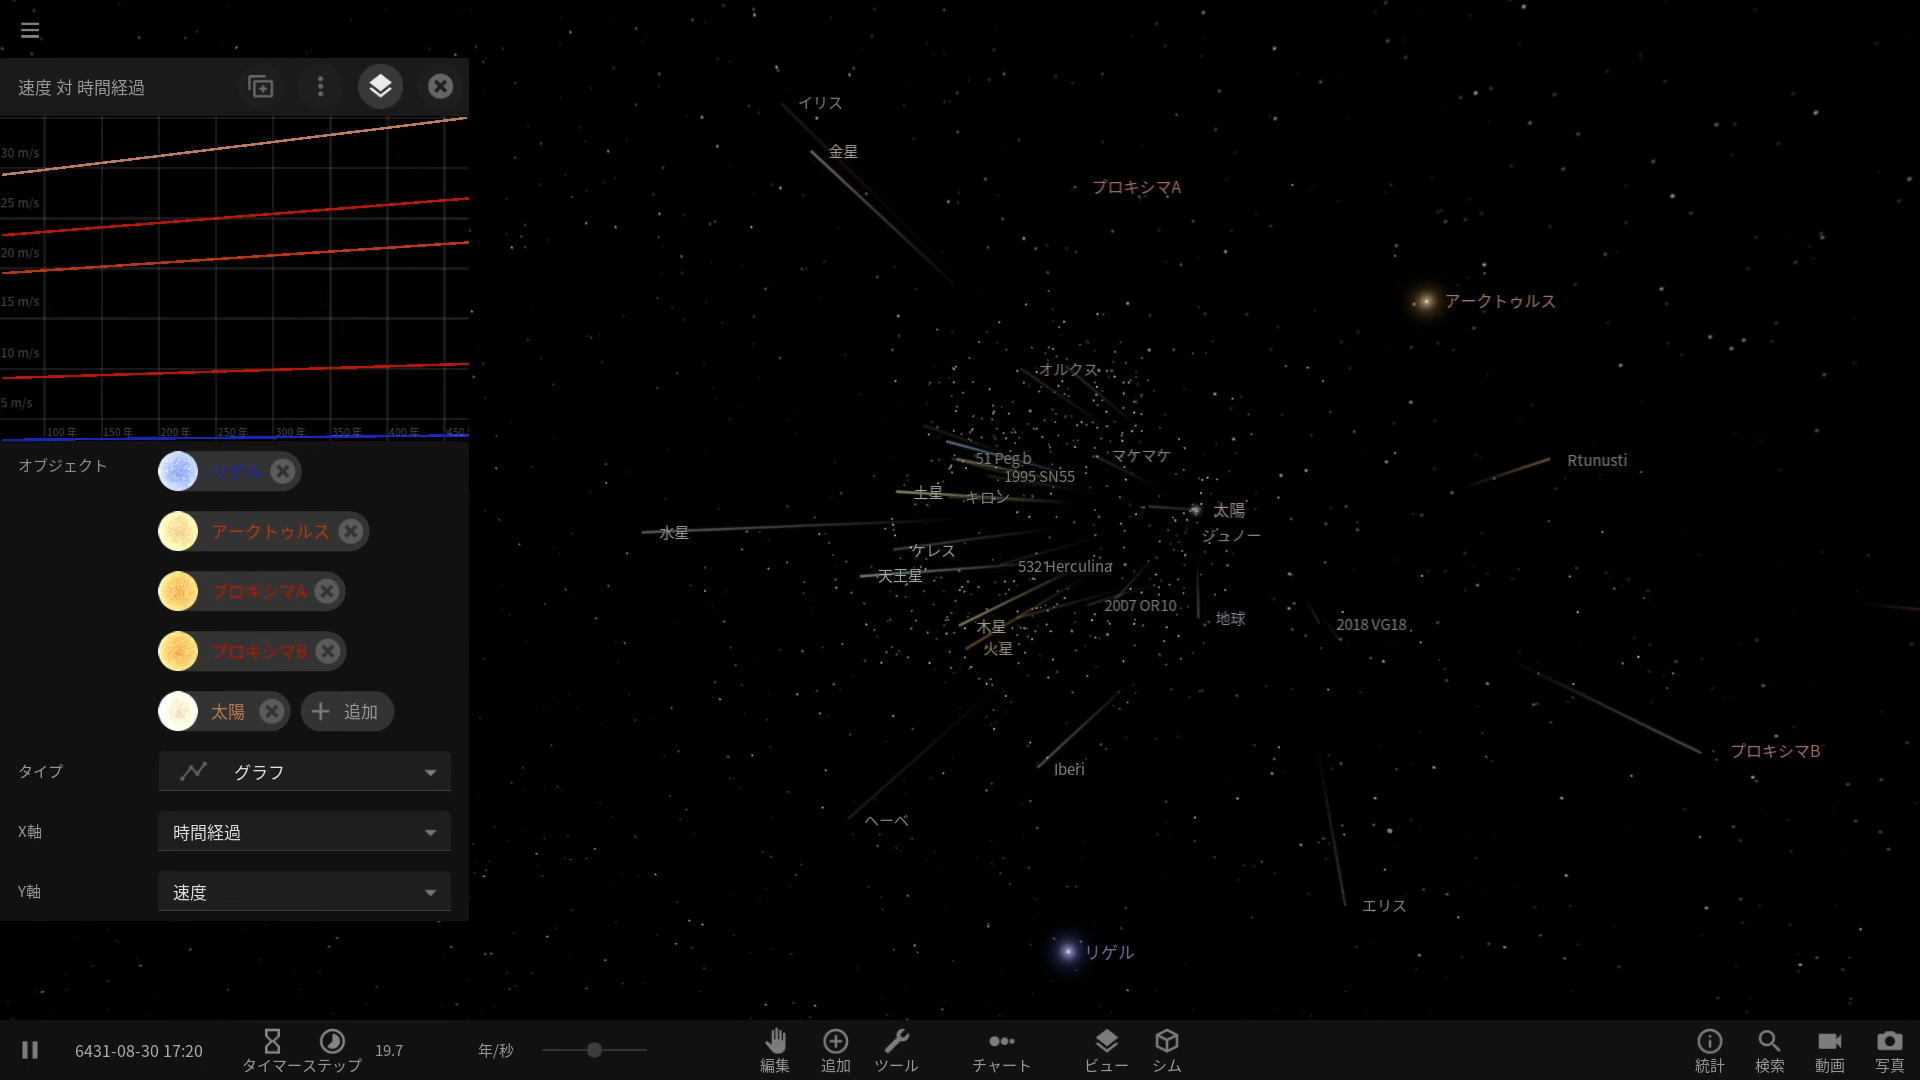 速度 対 時間経過
30 m/s
25 m/s
20 m/s
15 m/s
10 m/s
5 m/s
100 年
150 年
200 年
250 年
300 年
350 年
400 年
450
オブジェクト
リゲル
アークトゥルス
プロキシマA
プロキシマB
太陽
追加
タイプ
グラフ
X軸
時間経過
Y軸
速度
イリス
金星
プロキシマA
アークトゥルス
オルクス
マケマケ
51 Peg b
1995 SN55
Rtunusti
土星
キロン
太陽
水星
ジュノー
ケレス
532 Herculina
天王星
2007 OR10
地球
2018 VG18
木星
火星
プロキシマB
Iberi
ヘーベ
エリス
リゲル
6431-08-30 17:20
タイマーステップ
19.7
年/秒
編集
追加
ツール
チャート
ビュー
シム
統計
検索
動画
写真